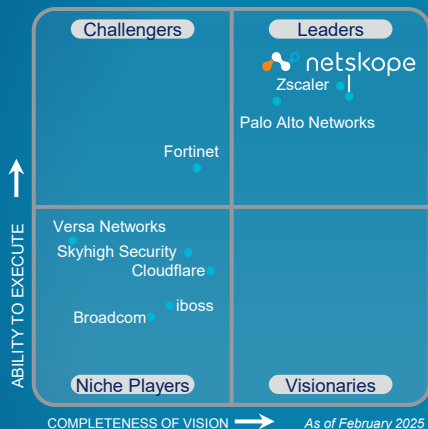 Challengers
Leaders
netskope
Zscaler
Palo Alto Networks
Fortinet
Versa Networks
Skyhigh Security
Cloudflare
iboss
Broadcom
Niche Players
Visionaries
ABILITY TO EXECUTE
COMPLETENESS OF VISION
As of February 2025